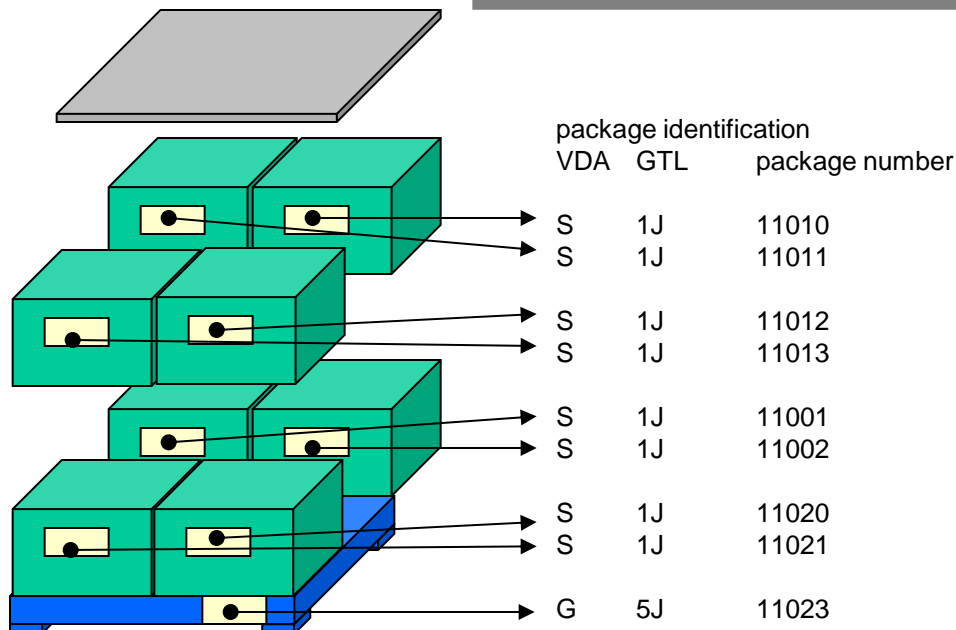 package identification
VDA GTL package number
S 1J 11010
S 1J 11011
S 1J 11012
S 1J 11013
S 1J 11001
S 1J 11002
S 1J 11020
S 1J 11021
G 5J 11023